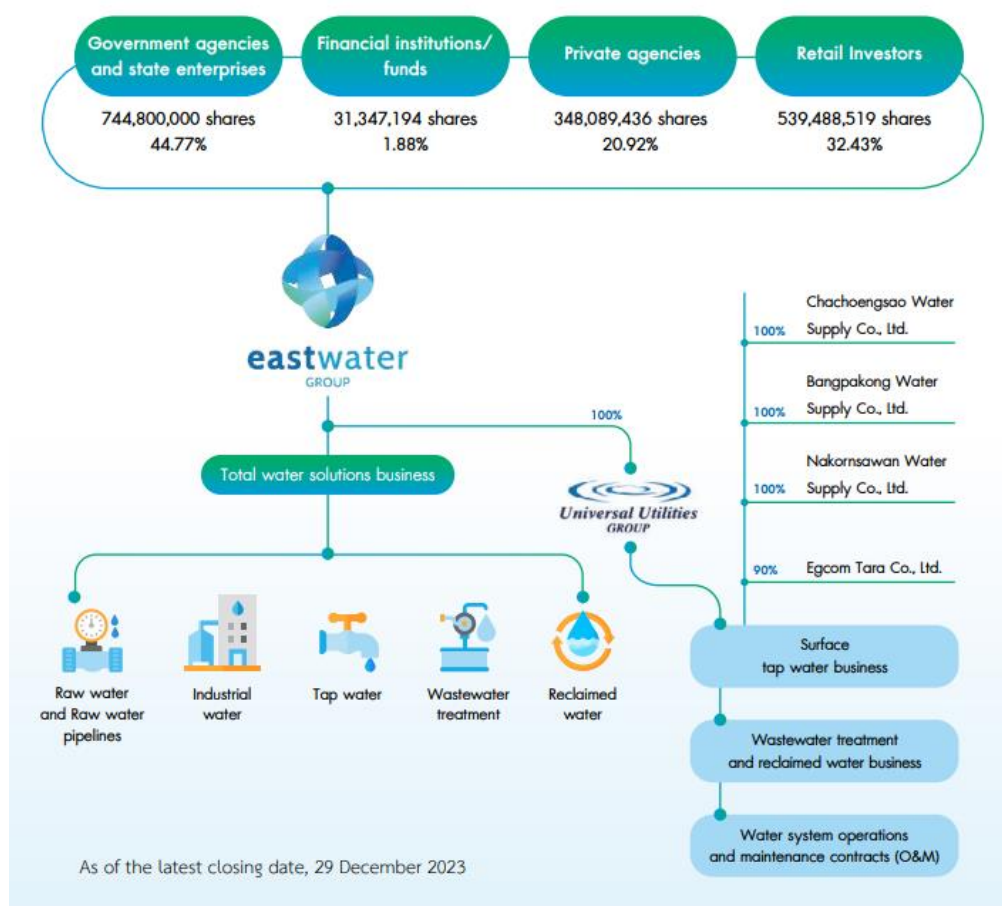 Government agencies
and state enterprises
Financial institutions/
funds
Private agencies
Retail Investors
744,800,000 shares
44.77%
31,347,194 shares
1.88%
348,089,436 shares
20.92%
539,488,519 shares
32.43%
eastwater
GROUP
100%
Total water solutions business
Universal Utilities
GROUP
Chachoengsao Water
100% Supply Co., Ltd.
Bangpakong Water
100% Supply Co., Ltd.
Nakornsawan Water
100% Supply Co., Ltd.
90% Egcom Tara Co., Ltd.
Raw water
and Raw water
pipelines
Industrial
water
Tap water
Wastewater
treatment
Reclaimed
water
Surface
tap water business
Wastewater treatment
and reclaimed water business
Water system operations
and maintenance contracts (O&M)
As of the latest closing date, 29 December 2023